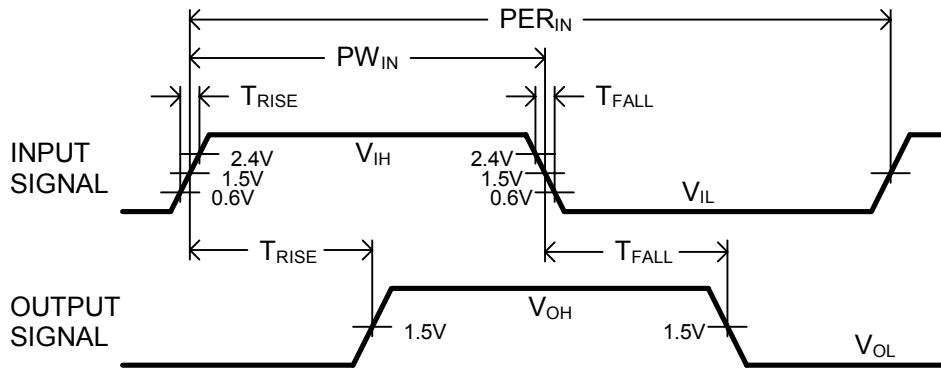 PER_IN
PW_IN
T_RISE
T_FALL
INPUT
SIGNAL
2.4V
1.5V
0.6V
V_IH
2.4V
1.5V
0.6V
V_IL
T_RISE
T_FALL
OUTPUT
SIGNAL
1.5V
V_OH
1.5V
V_OL